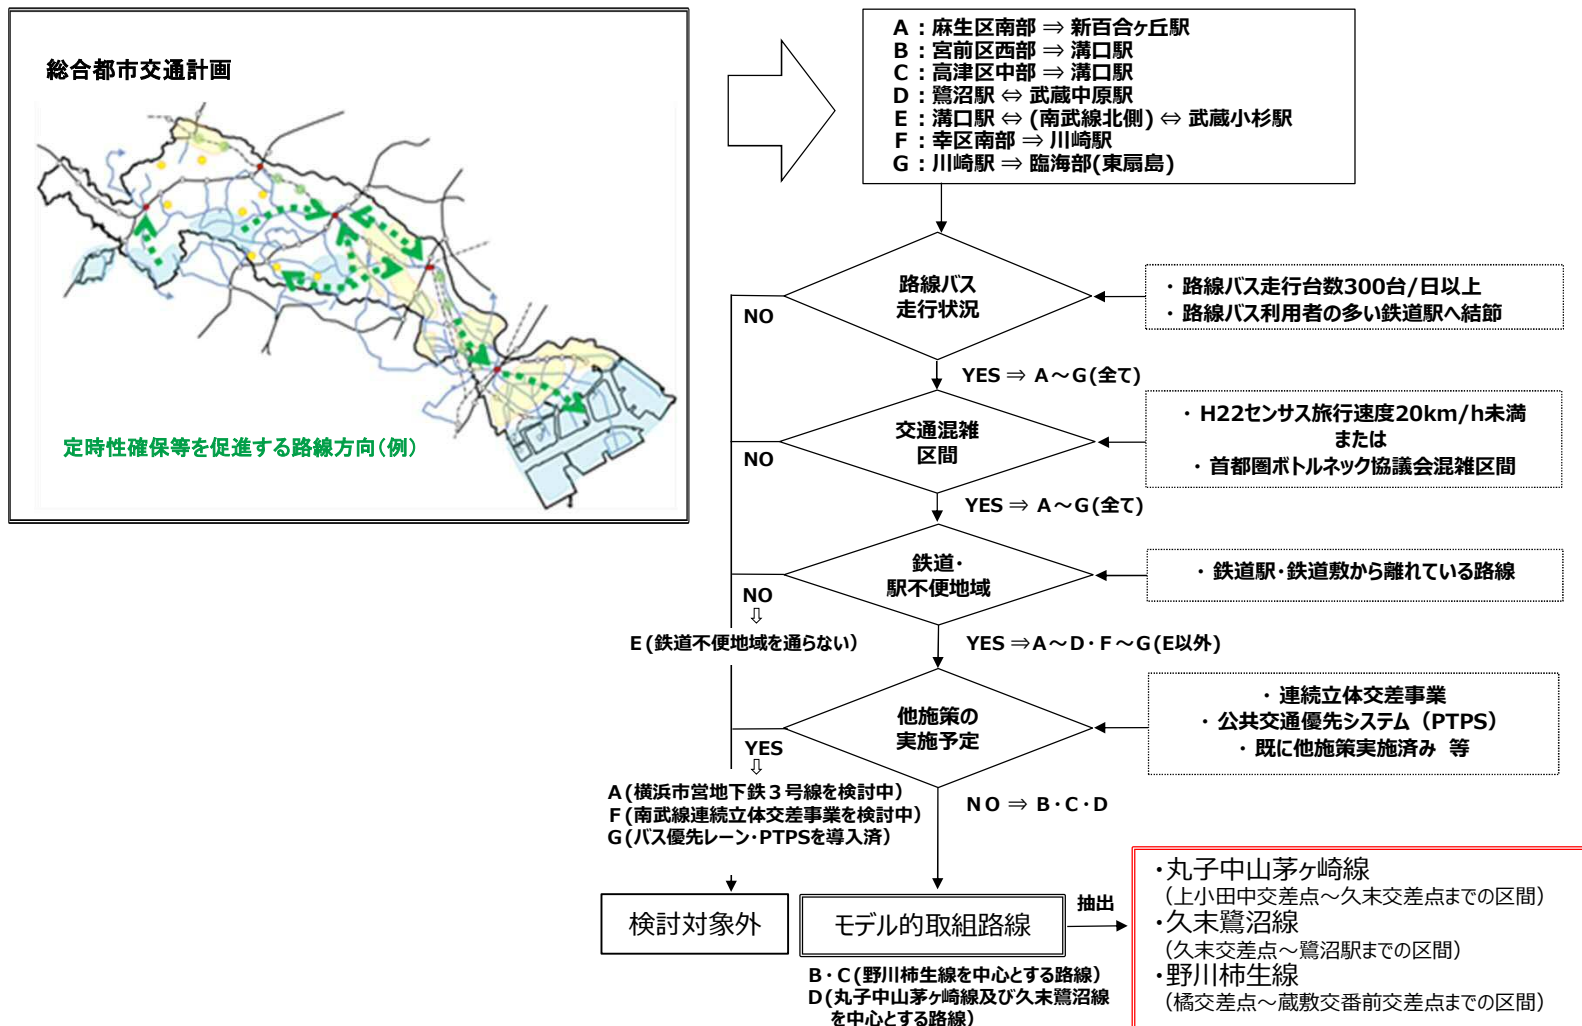 総合都市交通計画
定時性確保等を促進する路線方向(例)
A：麻生区南部 ⇒ 新百合ヶ丘駅
B：宮前区西部 ⇒ 溝口駅
C：高津区中部 ⇒ 溝口駅
D：鷺沼駅 ⇔ 武蔵中原駅
E：溝口駅 ⇔ (南武線北側) ⇔ 武蔵小杉駅
F：幸区南部 ⇒ 川崎駅
G：川崎駅 ⇒ 臨海部(東扇島)
路線バス
走行状況
・路線バス走行台数300台/日以上
・路線バス利用者の多い鉄道駅へ結節
NO
YES ⇒ A～G(全て)
交通混雑
区間
・H22センサス旅行速度20km/h未満
または
・首都圏ボトルネック協議会混雑区間
NO
YES ⇒ A～G(全て)
鉄道・
駅不便地域
・鉄道駅・鉄道敷から離れている路線
NO
⇩
E(鉄道不便地域を通らない)
YES ⇒A～D・F～G(E以外)
他施策の
実施予定
・連続立体交差事業
・公共交通優先システム（PTPS）
・既に他施策実施済み 等
YES
⇩
A(横浜市営地下鉄３号線を検討中)
F(南武線連続立体交差事業を検討中)
G(バス優先レーン・PTPSを導入済)
NO ⇒ B・C・D
検討対象外
モデル的取組路線
抽出
B・C(野川柿生線を中心とする路線)
D(丸子中山茅ヶ崎線及び久末鷺沼線
を中心とする路線)
・丸子中山茅ヶ崎線
（上小田中交差点～久末交差点までの区間）
・久末鷺沼線
（久末交差点～鷺沼駅までの区間）
・野川柿生線
（橘交差点～蔵敷交番前交差点までの区間）